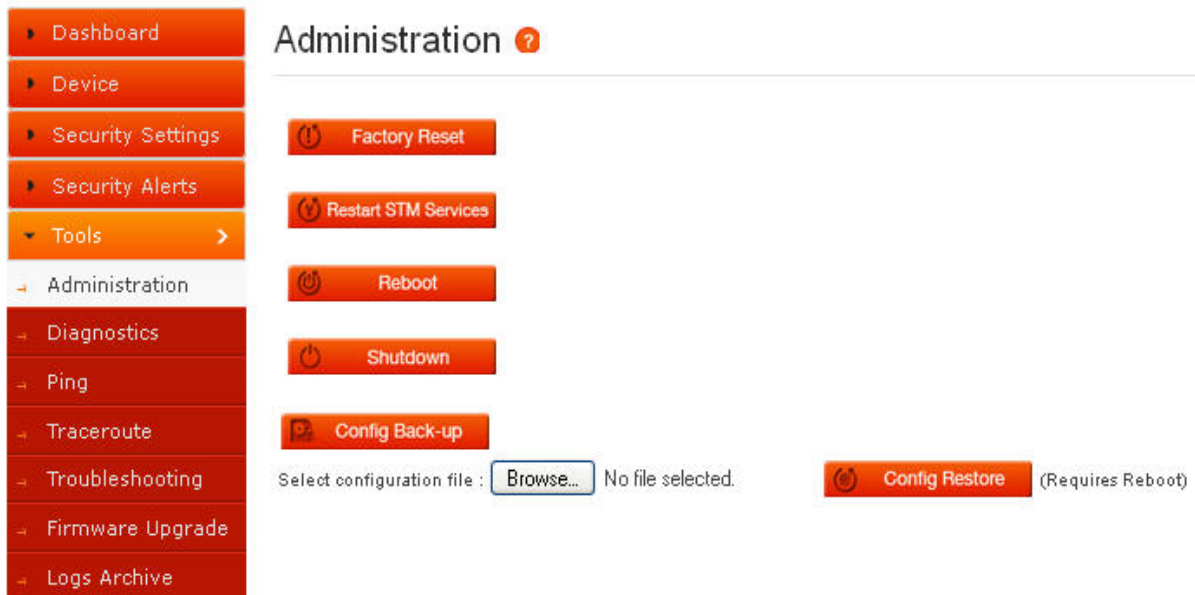 Dashboard
Device
Security Settings
Security Alerts
Tools
Administration
Diagnostics
Ping
Traceroute
Troubleshooting
Firmware Upgrade
Logs Archive
Administration ?
Factory Reset
Restart STM Services
Reboot
Shutdown
Config Back-up
Select configuration file : Browse... No file selected. Config Restore (Requires Reboot)